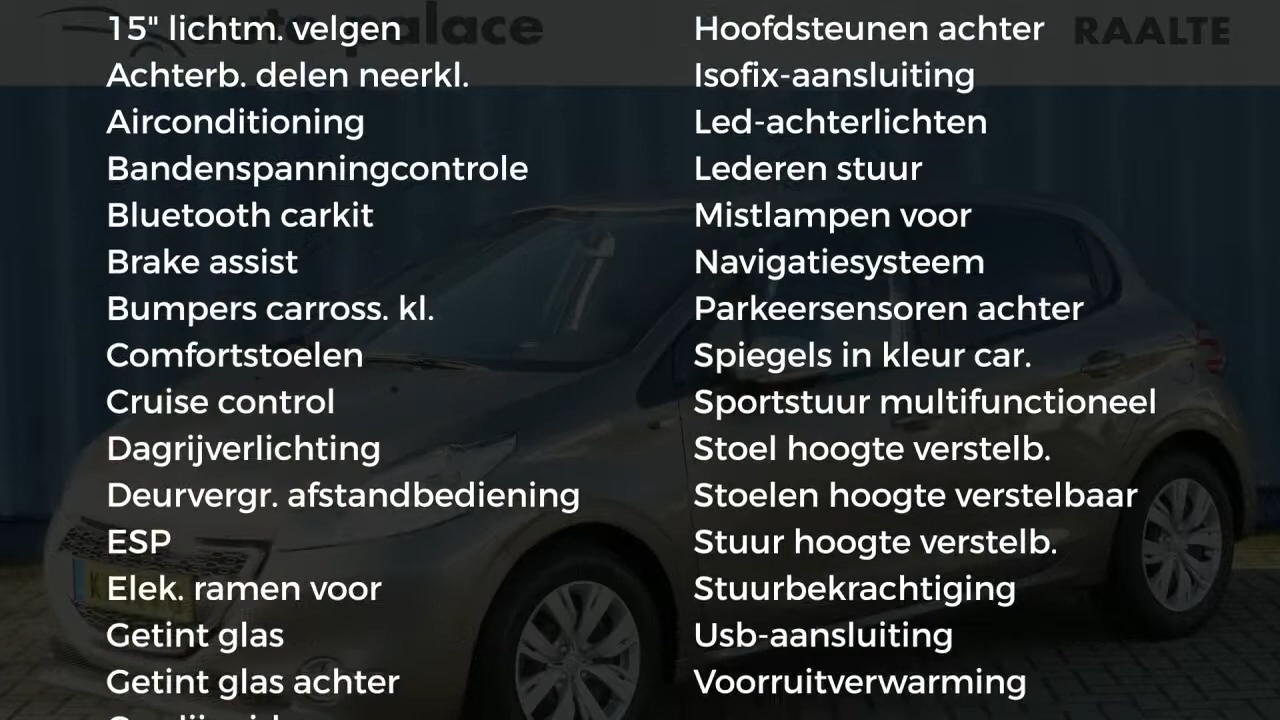 auto palace
RAALTE
15" lichtm. velgen
Achterb. delen neerkl.
Airconditioning
Bandenspanningcontrole
Bluetooth carkit
Brake assist
Bumpers carross. kl.
Comfortstoelen
Cruise control
Dagrijverlichting
Deurvergr. afstandbediening
ESP
Elek. ramen voor
Getint glas
Getint glas achter
Hoofdsteunen achter
Isofix-aansluiting
Led-achterlichten
Lederen stuur
Mistlampen voor
Navigatiesysteem
Parkeersensoren achter
Spiegels in kleur car.
Sportstuur multifunctioneel
Stoel hoogte verstelb.
Stoelen hoogte verstelbaar
Stuur hoogte verstelb.
Stuurbekrachtiging
Usb-aansluiting
Voorruitverwarming